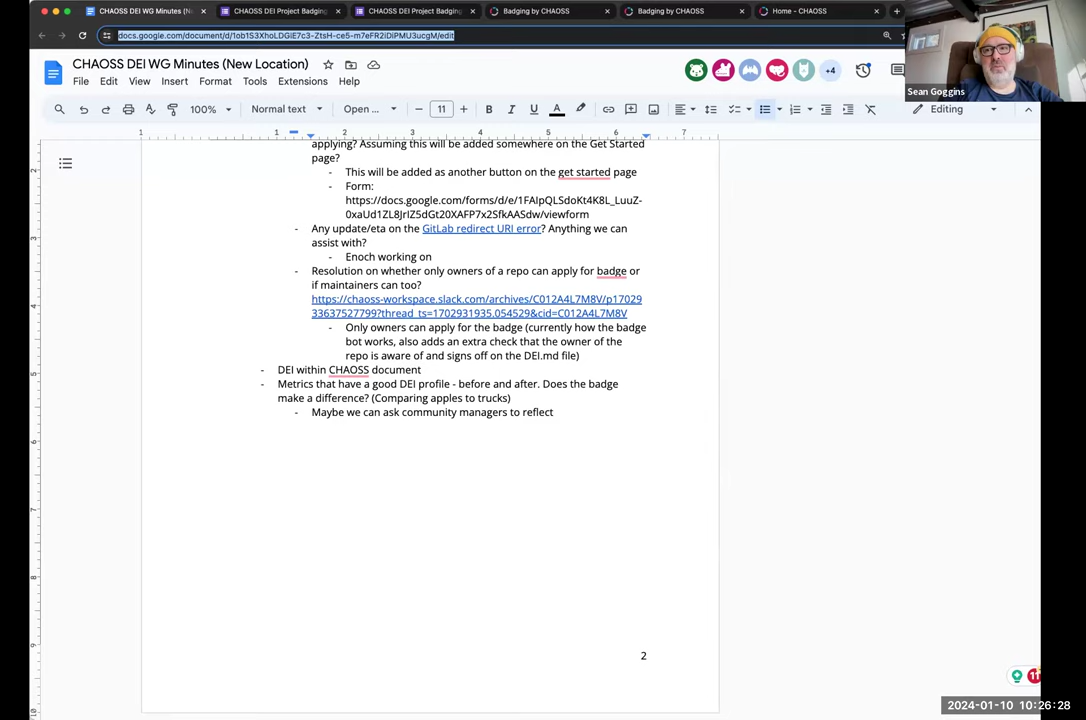 CHAOSS DEI WG Minutes (Ne
CHAOSS DEI Project Badging
CHAOSS DEI Project Badging
Badging by CHAOSS
Badging by CHAOSS
Home - CHAOSS
docs.google.com/document/d/1ob1S3XhoLDGiE7c3-ZtsH-ce5-m7eFR2iDiPMU3ucgM/edit
CHAOSS DEI WG Minutes (New Location)
File Edit View Insert Format Tools Extensions Help
+4
Sean Goggins
100% Normal text Open ... 11 B I U A Editing
1 1 2 3 4 5 6 7
applying? Assuming this will be added somewhere on the Get Started
page?
- This will be added as another button on the get started page
- Form:
https://docs.google.com/forms/d/e/1FAIpQLSdoKt4K8L_LuuZ-
0xaUd1ZL8JrIZ5dGt20XAFP7x2SfkAASdw/viewform
- Any update/eta on the GitLab redirect URI error? Anything we can
assist with?
- Enoch working on
- Resolution on whether only owners of a repo can apply for badge or
if maintainers can too?
https://chaoss-workspace.slack.com/archives/C012A4L7M8V/p17029
33637527799?thread_ts=1702931935.054529&cid=C012A4L7M8V
- Only owners can apply for the badge (currently how the badge
bot works, also adds an extra check that the owner of the
repo is aware of and signs off on the DEI.md file)
- DEI within CHAOSS document
- Metrics that have a good DEI profile - before and after. Does the badge
make a difference? (Comparing apples to trucks)
- Maybe we can ask community managers to reflect
2
11
2024-01-10 10:26:28